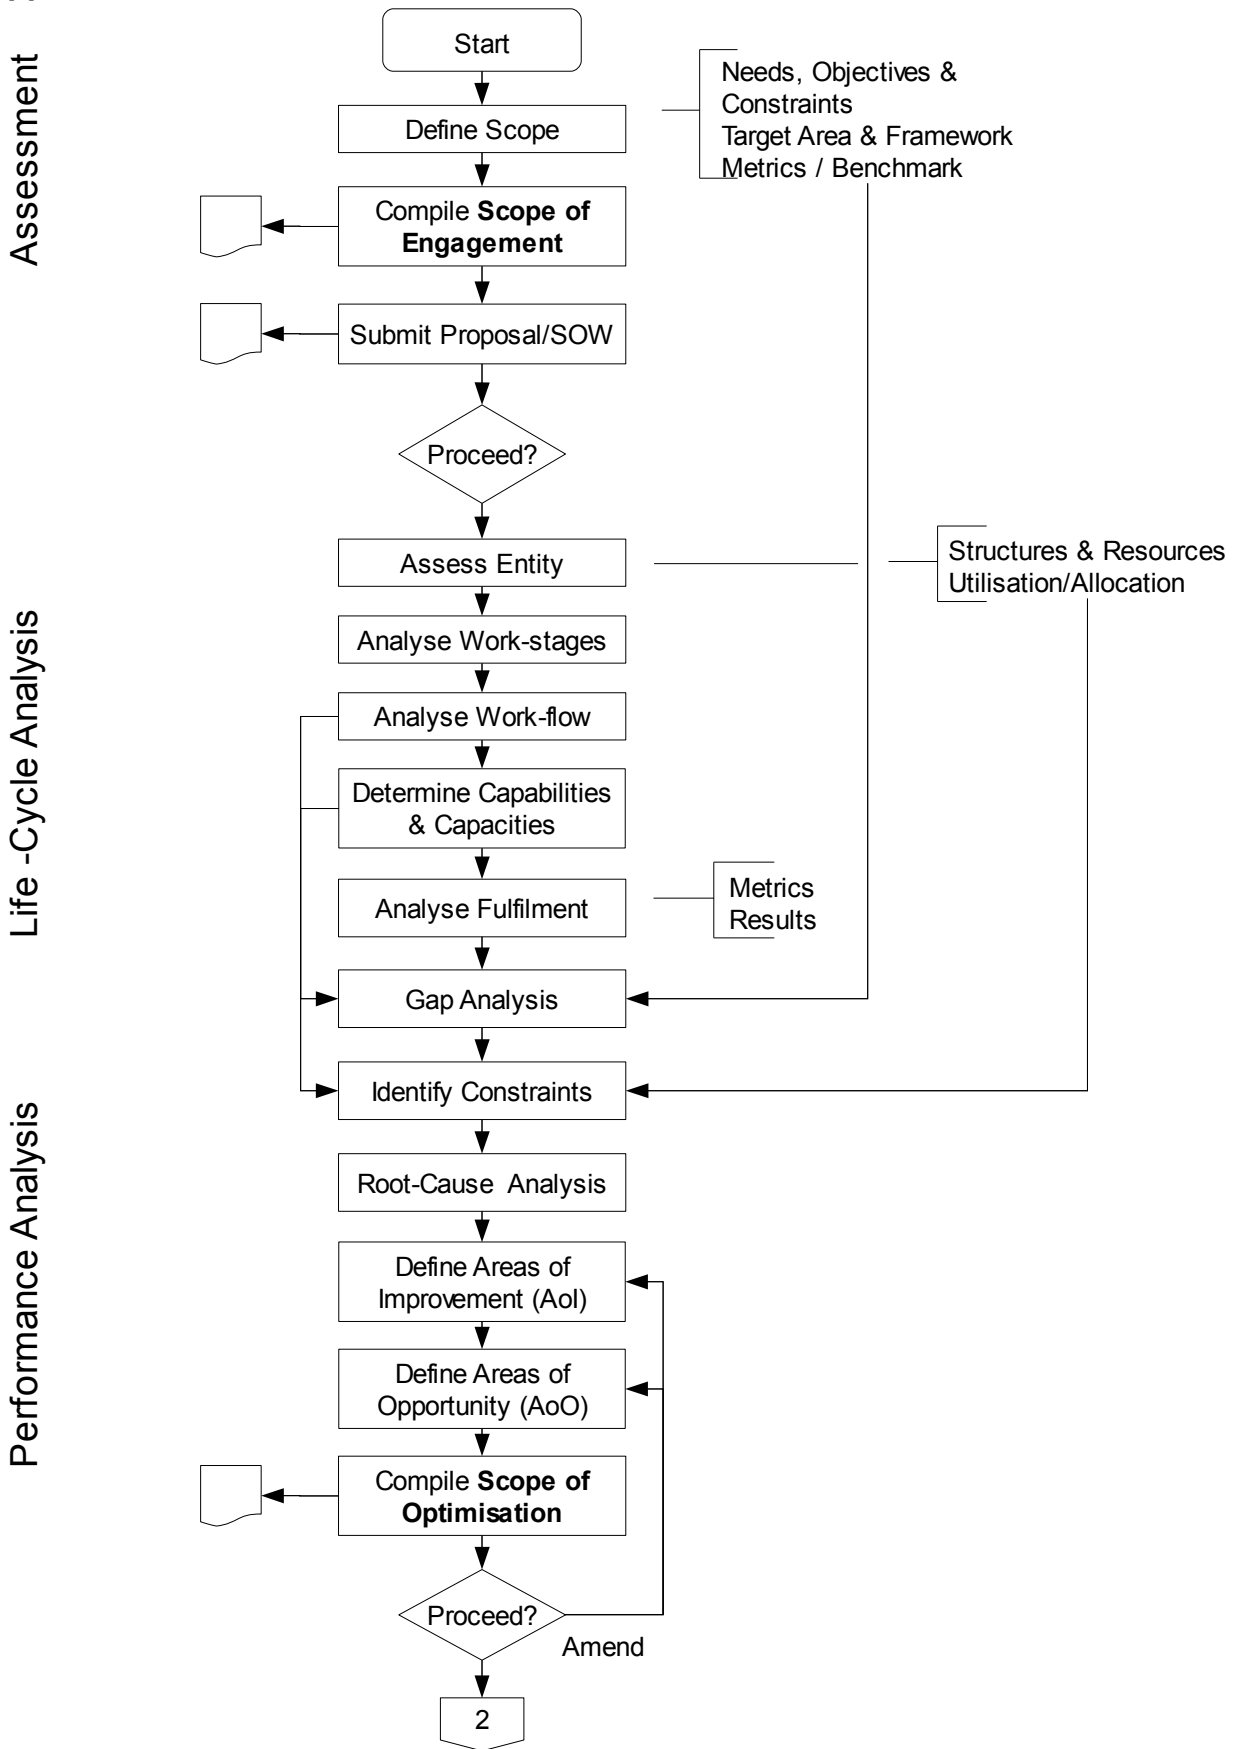 Assessment
Start
Needs, Objectives &
Constraints
Target Area & Framework
Metrics / Benchmark
Define Scope
Compile Scope of
Engagement
Submit Proposal/SOW
Proceed?
Life -Cycle Analysis
Assess Entity
Structures & Resources
Utilisation/Allocation
Analyse Work-stages
Analyse Work-flow
Determine Capabilities
& Capacities
Analyse Fulfilment
Metrics
Results
Gap Analysis
Performance Analysis
Identify Constraints
Root-Cause Analysis
Define Areas of
Improvement (AoI)
Define Areas of
Opportunity (AoO)
Compile Scope of
Optimisation
Proceed?
Amend
2